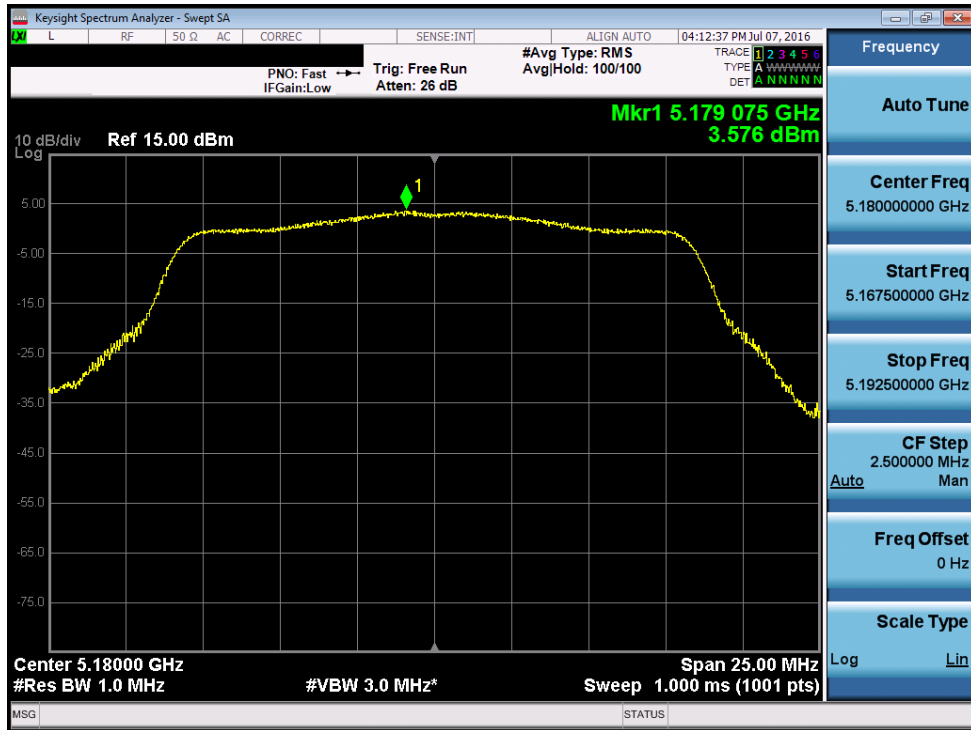 Keysight Spectrum Analyzer - Swept SA
LXI L RF 50 Ω AC CORREC SENSE:INT ALIGN AUTO 04:12:37 PM Jul 07, 2016
PNO: Fast
IFGain:Low
Trig: Free Run
Atten: 26 dB
#Avg Type: RMS
Avg|Hold: 100/100
TRACE 1 2 3 4 5 6
TYPE A WWWWW
DET A N N N N N
Mkr1 5.179 075 GHz
3.576 dBm
10 dB/div Ref 15.00 dBm
Log
1
5.00
-5.00
-15.0
-25.0
-35.0
-45.0
-55.0
-65.0
-75.0
Center 5.18000 GHz Span 25.00 MHz
#Res BW 1.0 MHz #VBW 3.0 MHz* Sweep 1.000 ms (1001 pts)
MSG STATUS
Frequency
Auto Tune
Center Freq
5.180000000 GHz
Start Freq
5.167500000 GHz
Stop Freq
5.192500000 GHz
CF Step
2.500000 MHz
Auto Man
Freq Offset
0 Hz
Scale Type
Log Lin